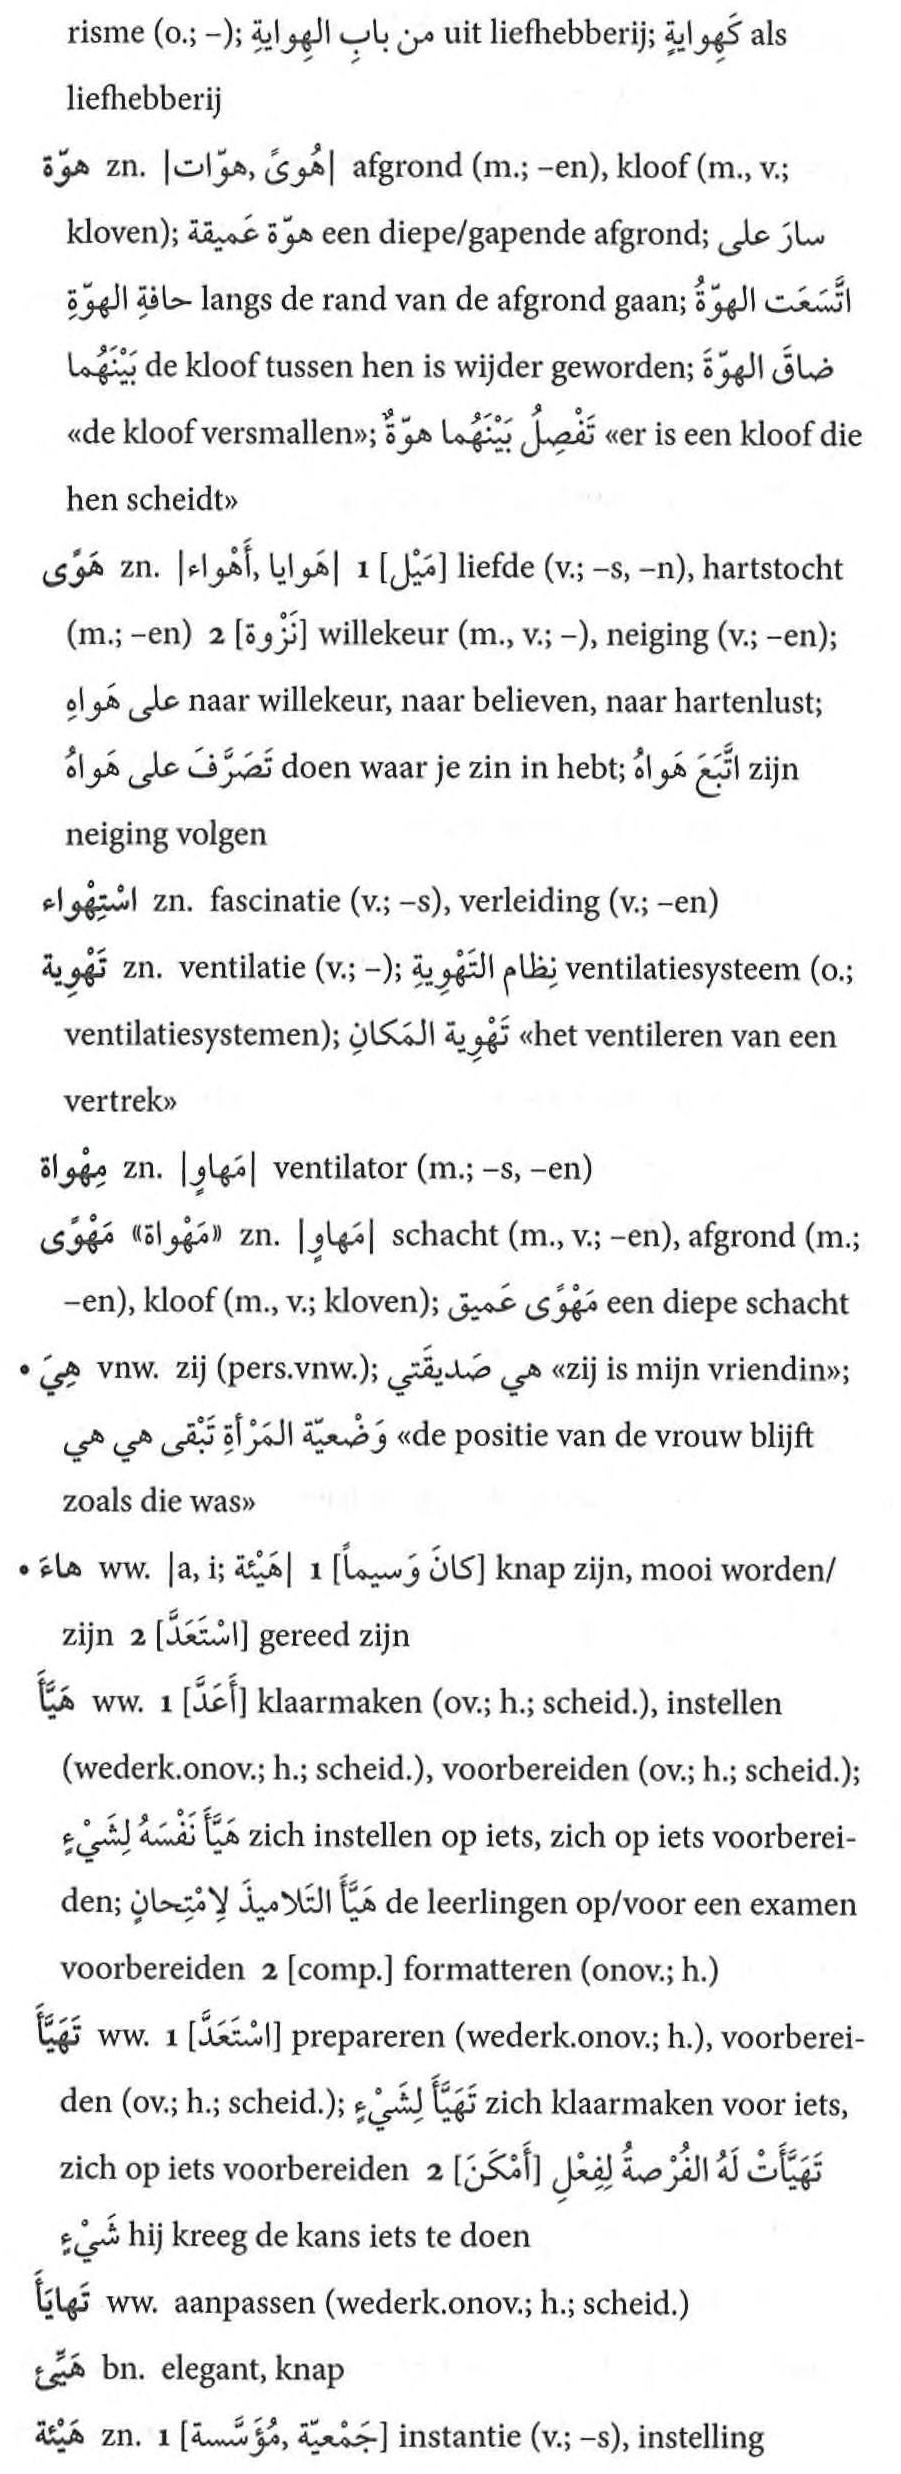 risme (o.; –); من بابِ الهِوايةِ uit liefhebberij; كَهِوايةٍ als
liefhebberij
هوّة zn. |هُوىً, هوّات| afgrond (m.; –en), kloof (m., v.;
kloven); هوّة عَميقة een diepe/gapende afgrond; سارَ على
حافةِ الهوّةِ langs de rand van de afgrond gaan; اتَّسَعَت الهوّةُ
بَيْنَهُما de kloof tussen hen is wijder geworden; ضاقَ الهوّةَ
«de kloof versmallen»; تَفْصِلُ بَيْنَهُما هوّةٌ «er is een kloof die
hen scheidt»
هَوًى zn. |هَوايا, أَهْواء| 1 [مَيْل] liefde (v.; –s, –n), hartstocht
(m.; –en) 2 [نَزْوة] willekeur (m., v.; –), neiging (v.; –en);
على هَواهِ naar willekeur, naar believen, naar hartenlust;
تَصَرَّفَ على هَواهُ doen waar je zin in hebt; اتَّبَعَ هَواهُ zijn
neiging volgen
اسْتِهْواء zn. fascinatie (v.; –s), verleiding (v.; –en)
تَهْوِية zn. ventilatie (v.; –); نِظام التَهْوِيةِ ventilatiesysteem (o.;
ventilatiesystemen); تَهْوِية المَكانِ «het ventileren van een
vertrek»
مِهْواة zn. |مَهاوٍ| ventilator (m.; –s, –en)
مَهْوًى «مَهْواة» zn. |مَهاوٍ| schacht (m., v.; –en), afgrond (m.;
–en), kloof (m., v.; kloven); مَهْوًى عَميق een diepe schacht
• هِيَ vnw. zij (pers.vnw.); هي صَديقَتي «zij is mijn vriendin»;
وَضْعيّة المَرْأةِ تَبْقى هي هي «de positie van de vrouw blijft
zoals die was»
• هاءَ ww. |a, i; هَيْئة| 1 [كانَ وَسيماً] knap zijn, mooi worden/
zijn 2 [اسْتَعَدَّ] gereed zijn
هَيَّأَ ww. 1 [أَعَدَّ] klaarmaken (ov.; h.; scheid.), instellen
(wederk.onov.; h.; scheid.), voorbereiden (ov.; h.; scheid.);
هَيَّأَ نَفْسَهُ لِشَيْءٍ zich instellen op iets, zich op iets voorberei-
den; هَيَّأَ التَلاميذَ لِامْتِحانٍ de leerlingen op/voor een examen
voorbereiden 2 [comp.] formatteren (onov.; h.)
تَهَيَّأَ ww. 1 [اسْتَعَدَّ] prepareren (wederk.onov.; h.), voorberei-
den (ov.; h.; scheid.); تَهَيَّأَ لِشَيْءٍ zich klaarmaken voor iets,
zich op iets voorbereiden 2 [أَمْكَنَ] تَهَيَّأَتْ لَهُ الفُرْصةُ لِفِعْلِ
شَيْءٍ hij kreeg de kans iets te doen
تَهايَأَ ww. aanpassen (wederk.onov.; h.; scheid.)
هَيِّئ bn. elegant, knap
هَيْئة zn. 1 [جَمْعيّة, مُؤَسَّسة] instantie (v.; –s), instelling